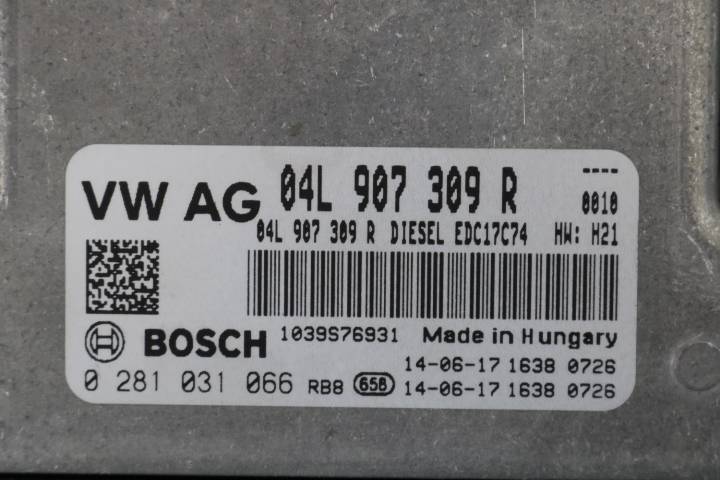 VW AG 04L 907 309 R ----
0010
04L 907 309 R DIESEL EDC17C74 HW: H21
BOSCH 1039S76931 Made in Hungary
14-06-17 1638 0726
0 281 031 066 RB8 658 14-06-17 1638 0726